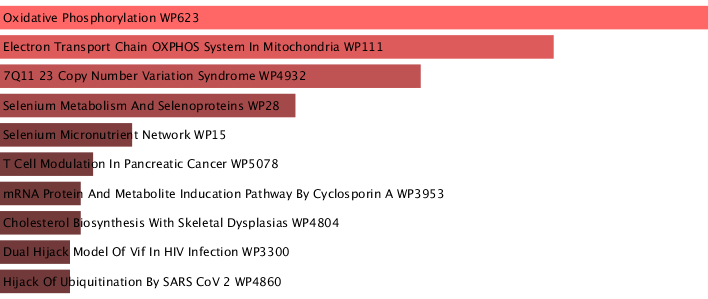 Oxidative Phosphorylation WP623
Electron Transport Chain OXPHOS System In Mitochondria WP111
7Q11 23 Copy Number Variation Syndrome WP4932
Selenium Metabolism And Selenoproteins WP28
Selenium Micronutrient Network WP15
T Cell Modulation In Pancreatic Cancer WP5078
mRNA Protein And Metabolite Inducation Pathway By Cyclosporin A WP3953
Cholesterol Biosynthesis With Skeletal Dysplasias WP4804
Dual Hijack Model Of Vif In HIV Infection WP3300
Hijack Of Ubiquitination By SARS CoV 2 WP4860